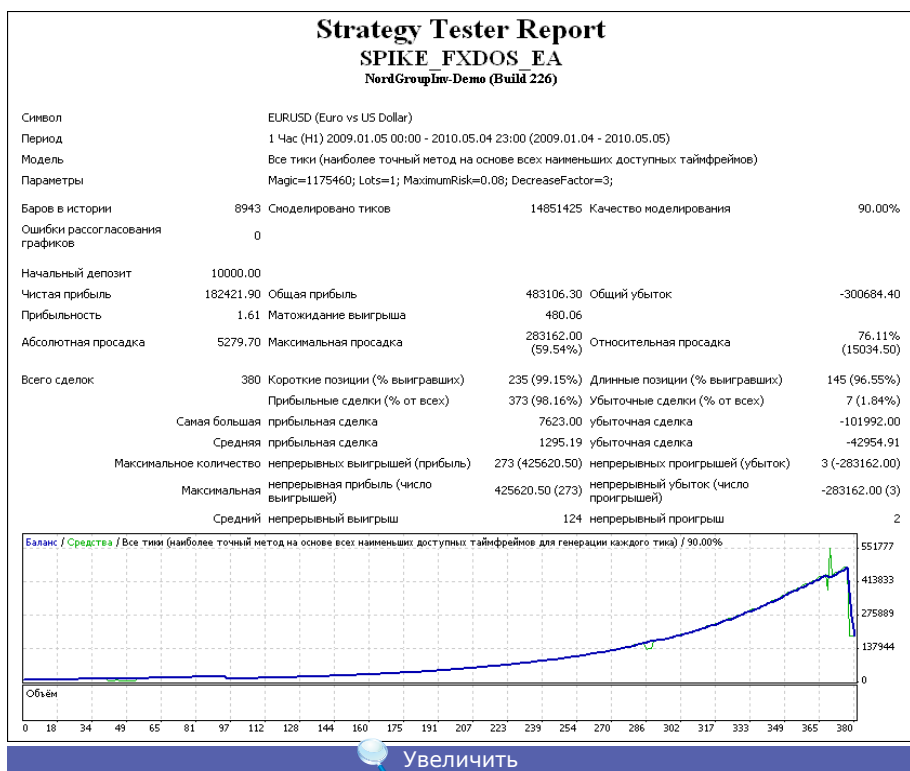 Strategy Tester Report
SPIKE_FXDOS_EA
NordGroupInv-Demo (Build 226)
Символ EURUSD (Euro vs US Dollar)
Период 1 Час (H1) 2009.01.05 00:00 - 2010.05.04 23:00 (2009.01.04 - 2010.05.05)
Модель Все тики (наиболее точный метод на основе всех наименьших доступных таймфреймов)
Параметры Magic=1175460; Lots=1; MaximumRisk=0.08; DecreaseFactor=3;
Баров в истории 8943 Смоделировано тиков 14851425 Качество моделирования 90.00%
Ошибки рассогласования графиков 0
Начальный депозит 10000.00
Чистая прибыль 182421.90 Общая прибыль 483106.30 Общий убыток -300684.40
Прибыльность 1.61 Матожидание выигрыша 480.06
Абсолютная просадка 5279.70 Максимальная просадка 283162.00 (59.54%) Относительная просадка 76.11% (15034.50)
Всего сделок 380 Короткие позиции (% выигравших) 235 (99.15%) Длинные позиции (% выигравших) 145 (96.55%)
Прибыльные сделки (% от всех) 373 (98.16%) Убыточные сделки (% от всех) 7 (1.84%)
Самая большая прибыльная сделка 7623.00 убыточная сделка -101992.00
Средняя прибыльная сделка 1295.19 убыточная сделка -42954.91
Максимальное количество непрерывных выигрышей (прибыль) 273 (425620.50) непрерывных проигрышей (убыток) 3 (-283162.00)
Максимальная непрерывная прибыль (число выигрышей) 425620.50 (273) непрерывный убыток (число проигрышей) -283162.00 (3)
Средний непрерывный выигрыш 124 непрерывный проигрыш 2
Баланс / Средства / Все тики (наиболее точный метод на основе всех наименьших доступных таймфреймов для генерации каждого тика) / 90.00%
551777
413833
275889
137944
0
Объём
0 18 34 49 65 81 97 112 128 144 160 175 191 207 223 239 254 270 286 302 317 333 349 365 380
Увеличить